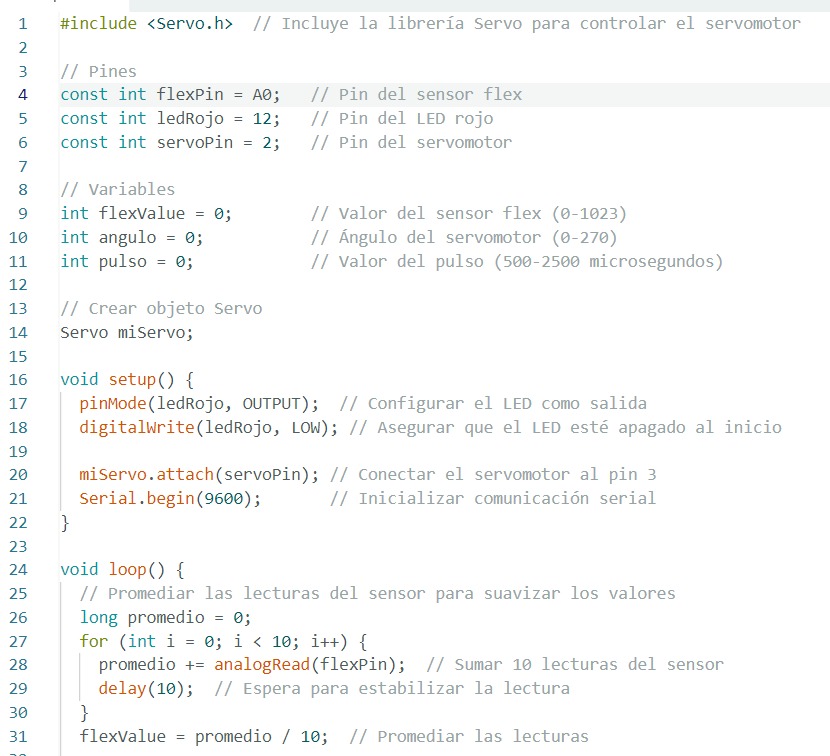 1 #include <Servo.h>  // Incluye la librería Servo para controlar el servomotor
2
3 // Pines
4 const int flexPin = A0;   // Pin del sensor flex
5 const int ledRojo = 12;   // Pin del LED rojo
6 const int servoPin = 2;   // Pin del servomotor
7
8 // Variables
9 int flexValue = 0;        // Valor del sensor flex (0-1023)
10 int angulo = 0;           // Ángulo del servomotor (0-270)
11 int pulso = 0;            // Valor del pulso (500-2500 microsegundos)
12
13 // Crear objeto Servo
14 Servo miServo;
15
16 void setup() {
17   pinMode(ledRojo, OUTPUT);  // Configurar el LED como salida
18   digitalWrite(ledRojo, LOW); // Asegurar que el LED esté apagado al inicio
19
20   miServo.attach(servoPin); // Conectar el servomotor al pin 3
21   Serial.begin(9600);       // Inicializar comunicación serial
22 }
23
24 void loop() {
25   // Promediar las lecturas del sensor para suavizar los valores
26   long promedio = 0;
27   for (int i = 0; i < 10; i++) {
28     promedio += analogRead(flexPin);  // Sumar 10 lecturas del sensor
29     delay(10);  // Espera para estabilizar la lectura
30   }
31   flexValue = promedio / 10;  // Promediar las lecturas